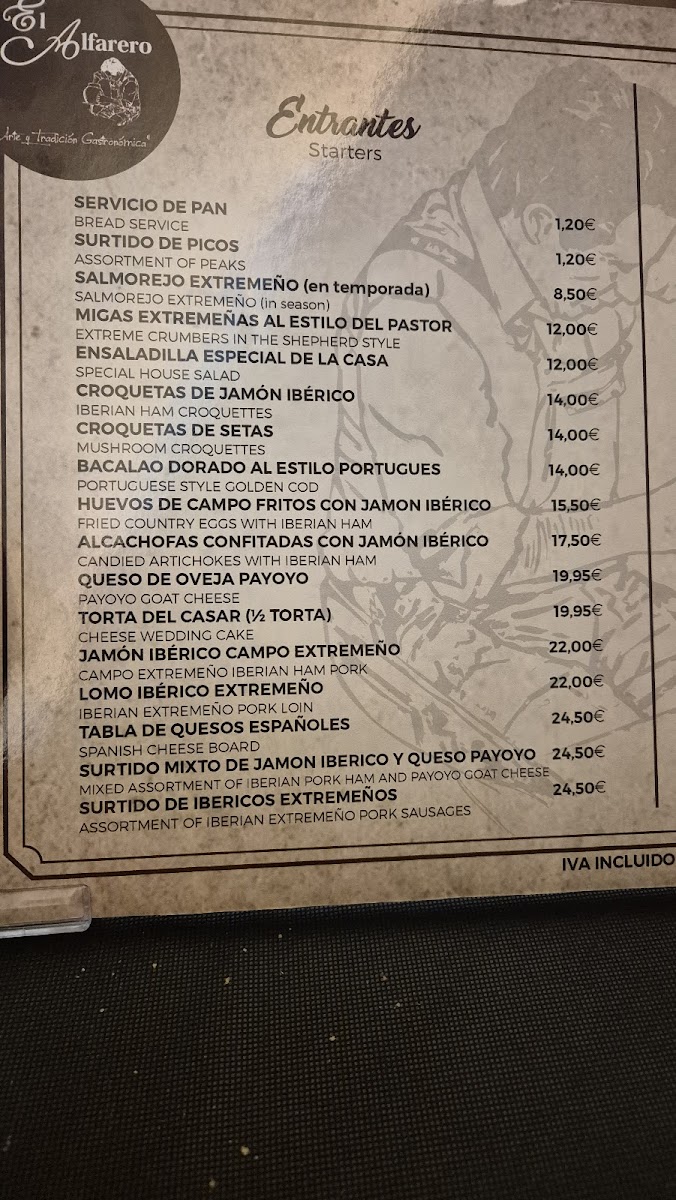 El
Alfarero
Arte y Tradición Gastronómica"
Entrantes
Starters
SERVICIO DE PAN
BREAD SERVICE 1,20€
SURTIDO DE PICOS
ASSORTMENT OF PEAKS 1,20€
SALMOREJO EXTREMEÑO (en temporada) 8,50€
SALMOREJO EXTREMEÑO (in season)
MIGAS EXTREMEÑAS AL ESTILO DEL PASTOR 12,00€
EXTREME CRUMBERS IN THE SHEPHERD STYLE
ENSALADILLA ESPECIAL DE LA CASA 12,00€
SPECIAL HOUSE SALAD
CROQUETAS DE JAMÓN IBÉRICO 14,00€
IBERIAN HAM CROQUETTES
CROQUETAS DE SETAS 14,00€
MUSHROOM CROQUETTES
BACALAO DORADO AL ESTILO PORTUGUES 14,00€
PORTUGUESE STYLE GOLDEN COD
HUEVOS DE CAMPO FRITOS CON JAMON IBÉRICO 15,50€
FRIED COUNTRY EGGS WITH IBERIAN HAM
ALCACHOFAS CONFITADAS CON JAMÓN IBÉRICO 17,50€
CANDIED ARTICHOKES WITH IBERIAN HAM
QUESO DE OVEJA PAYOYO 19,95€
PAYOYO GOAT CHEESE
TORTA DEL CASAR (½ TORTA) 19,95€
CHEESE WEDDING CAKE
JAMÓN IBÉRICO CAMPO EXTREMEÑO 22,00€
CAMPO EXTREMEÑO IBERIAN HAM PORK
LOMO IBÉRICO EXTREMEÑO 22,00€
IBERIAN EXTREMEÑO PORK LOIN
TABLA DE QUESOS ESPAÑOLES 24,50€
SPANISH CHEESE BOARD
SURTIDO MIXTO DE JAMON IBERICO Y QUESO PAYOYO 24,50€
MIXED ASSORTMENT OF IBERIAN PORK HAM AND PAYOYO GOAT CHEESE
SURTIDO DE IBERICOS EXTREMEÑOS 24,50€
ASSORTMENT OF IBERIAN EXTREMEÑO PORK SAUSAGES
IVA INCLUIDO